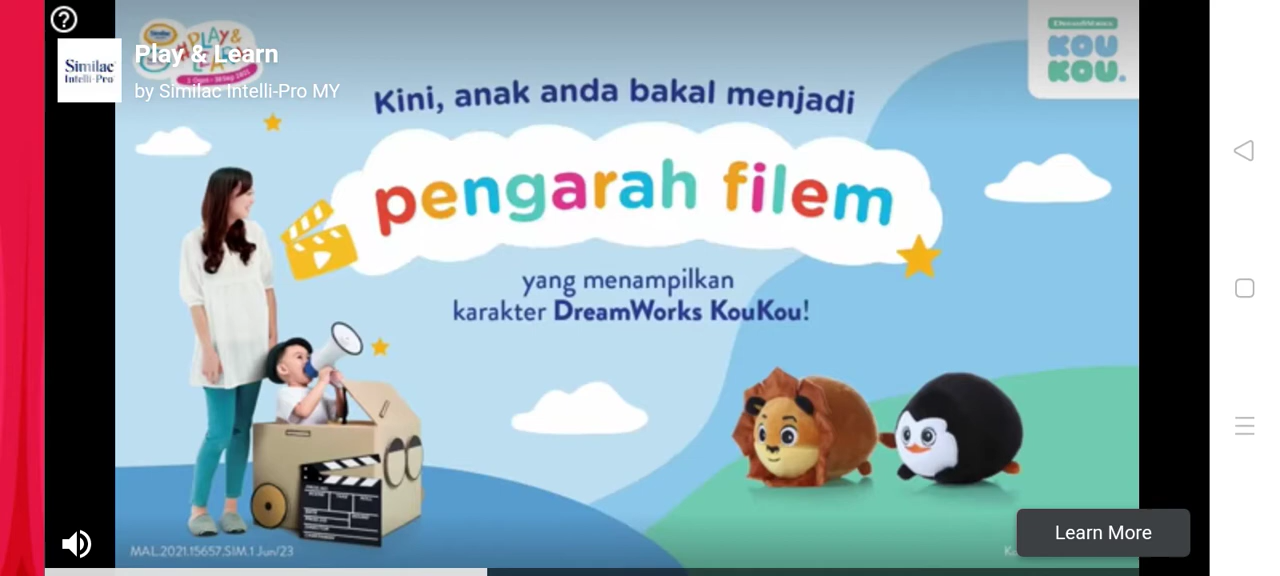 Play & Learn
by Similac Intelli-Pro MY
Similac
Intelli-Pro
DREAMWORKS
KOU
KOU.
Kini, anak anda bakal menjadi
pengarah filem
yang menampilkan
karakter DreamWorks KouKou!
MAL.2021.15657.SIM.1 Jun/23
Learn More